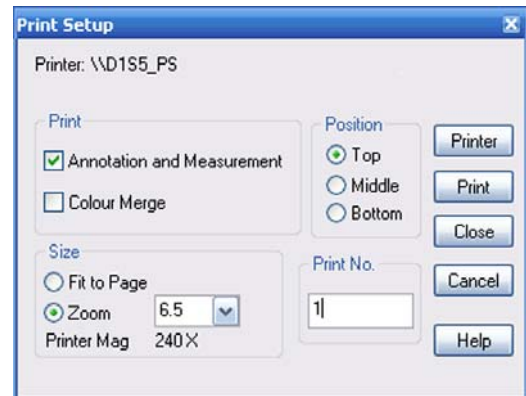 Print Setup
Printer: \\D1S5_PS
Print
Annotation and Measurement
Colour Merge
Position
Top
Middle
Bottom
Size
Fit to Page
Zoom 6.5
Printer Mag 240X
Print No.
1
Printer
Print
Close
Cancel
Help